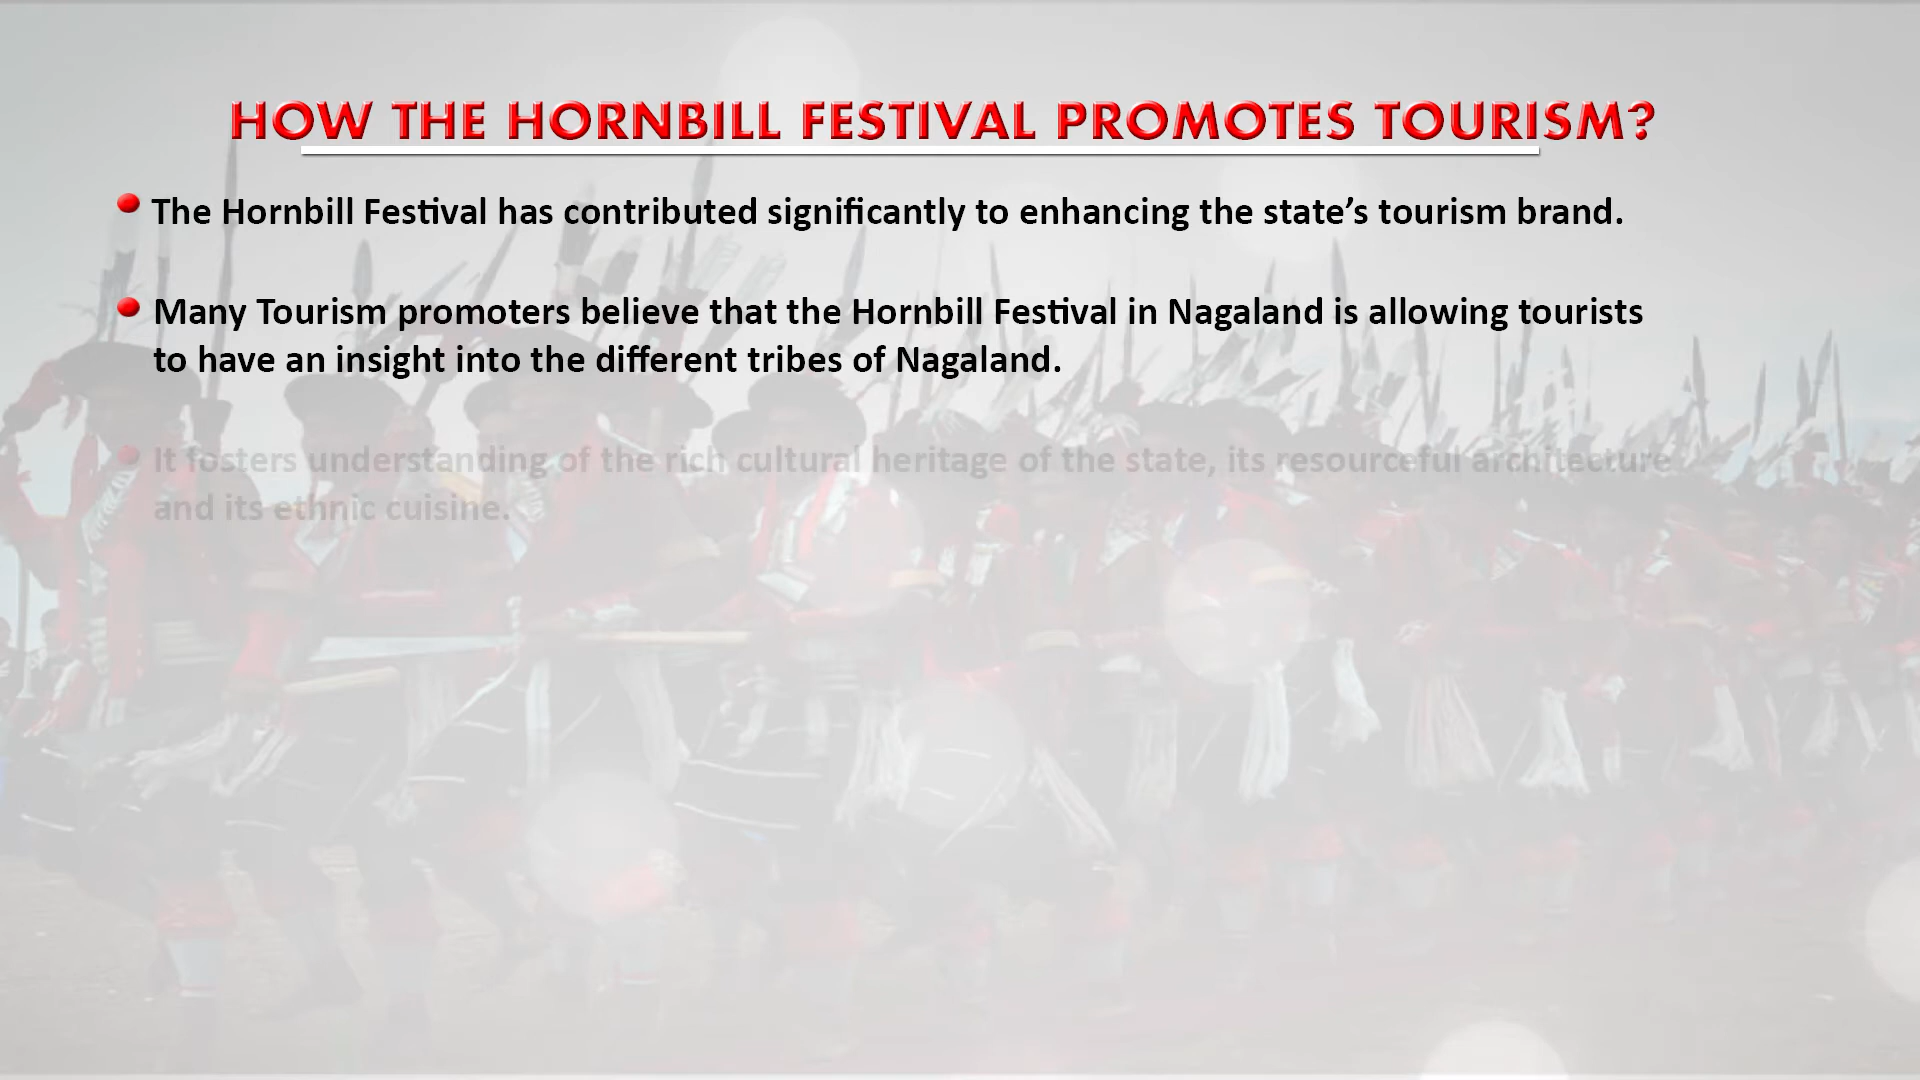 HOW THE HORNBILL FESTIVAL PROMOTES TOURISM?
The Hornbill Festival has contributed significantly to enhancing the state’s tourism brand.
Many Tourism promoters believe that the Hornbill Festival in Nagaland is allowing tourists
to have an insight into the different tribes of Nagaland.
It fosters understanding of the rich cultural heritage of the state, its resourceful architecture
and its ethnic cuisine.